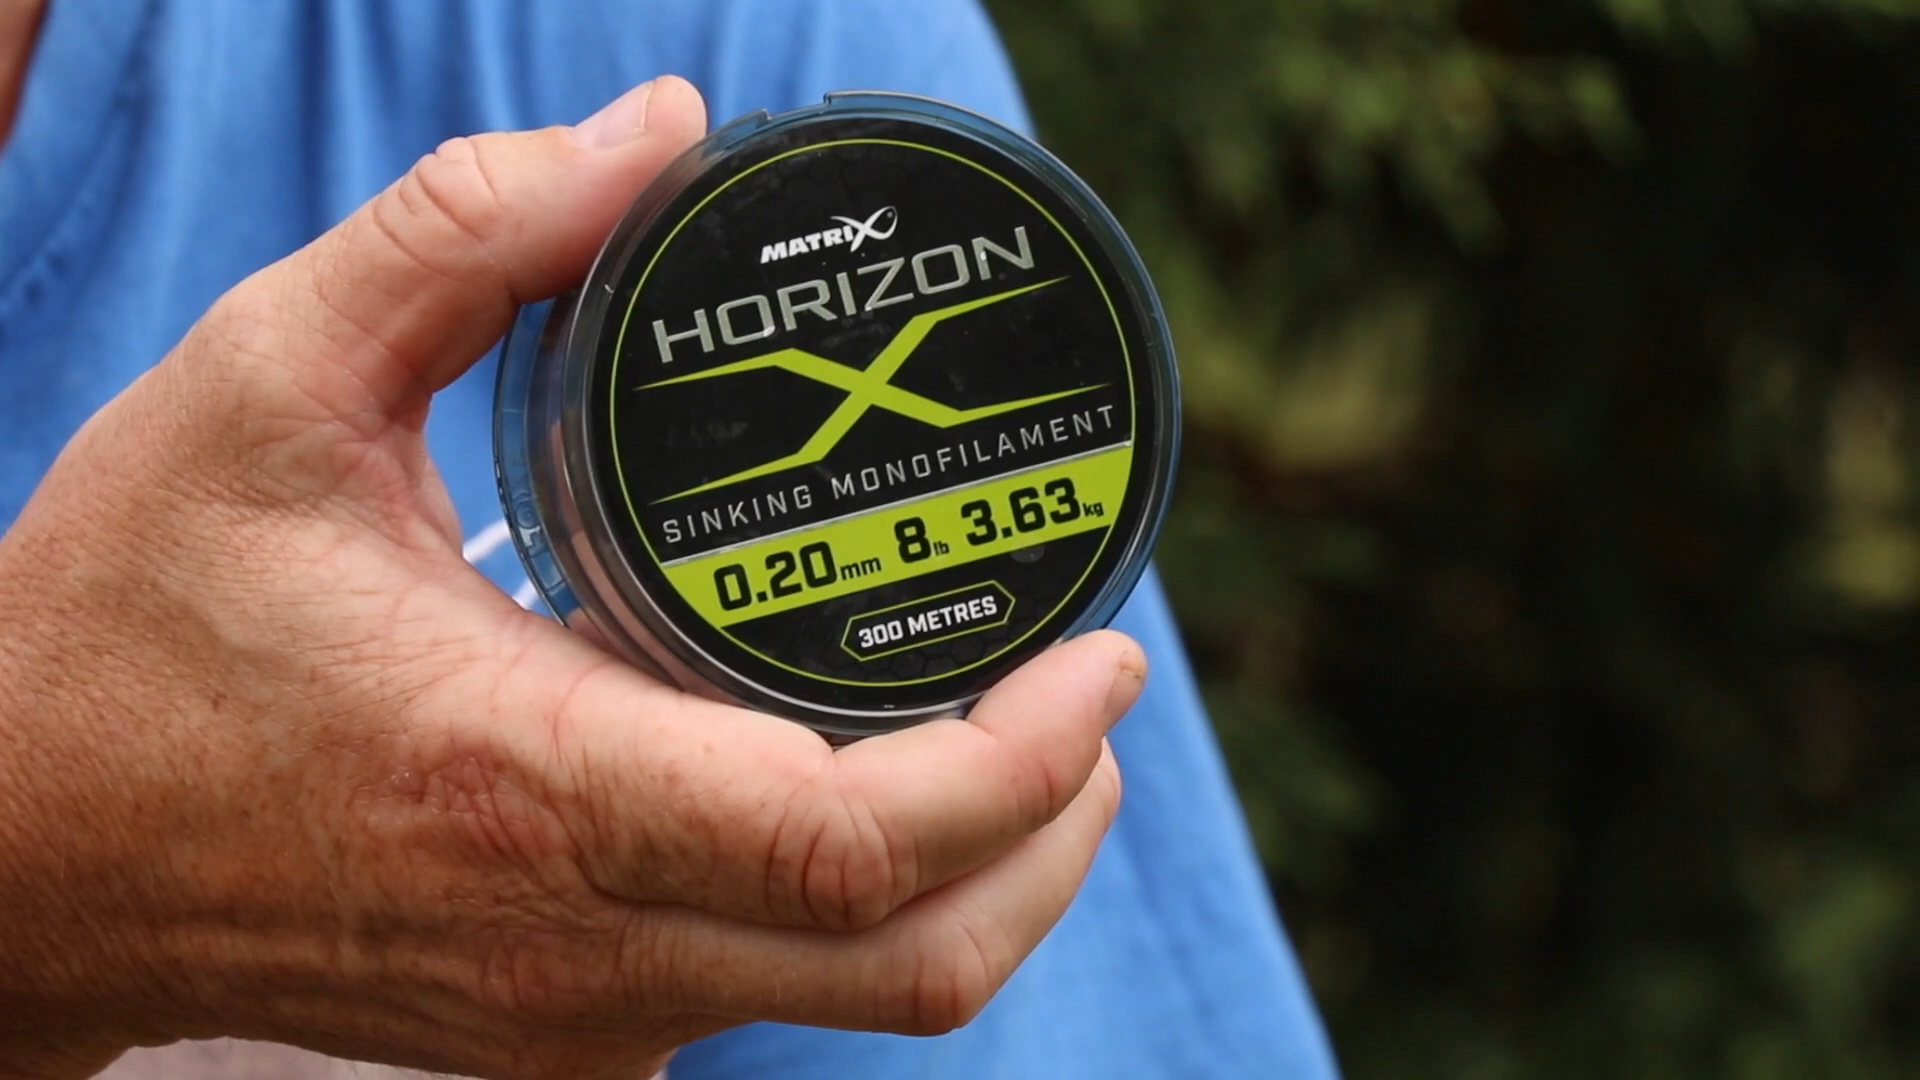 MATRIX
HORIZON
X
SINKING MONOFILAMENT
0.20mm 8lb 3.63kg
300 METRES